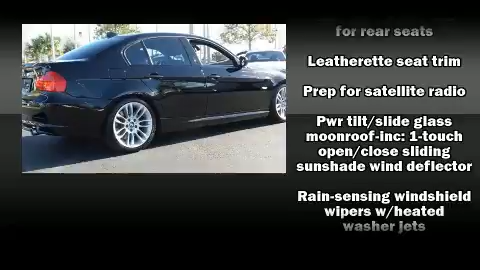 for rear seats
Leatherette seat trim
Prep for satellite radio
Pwr tilt/slide glass
moonroof-inc: 1-touch
open/close sliding
sunshade wind deflector
Rain-sensing windshield
wipers w/heated
washer jets